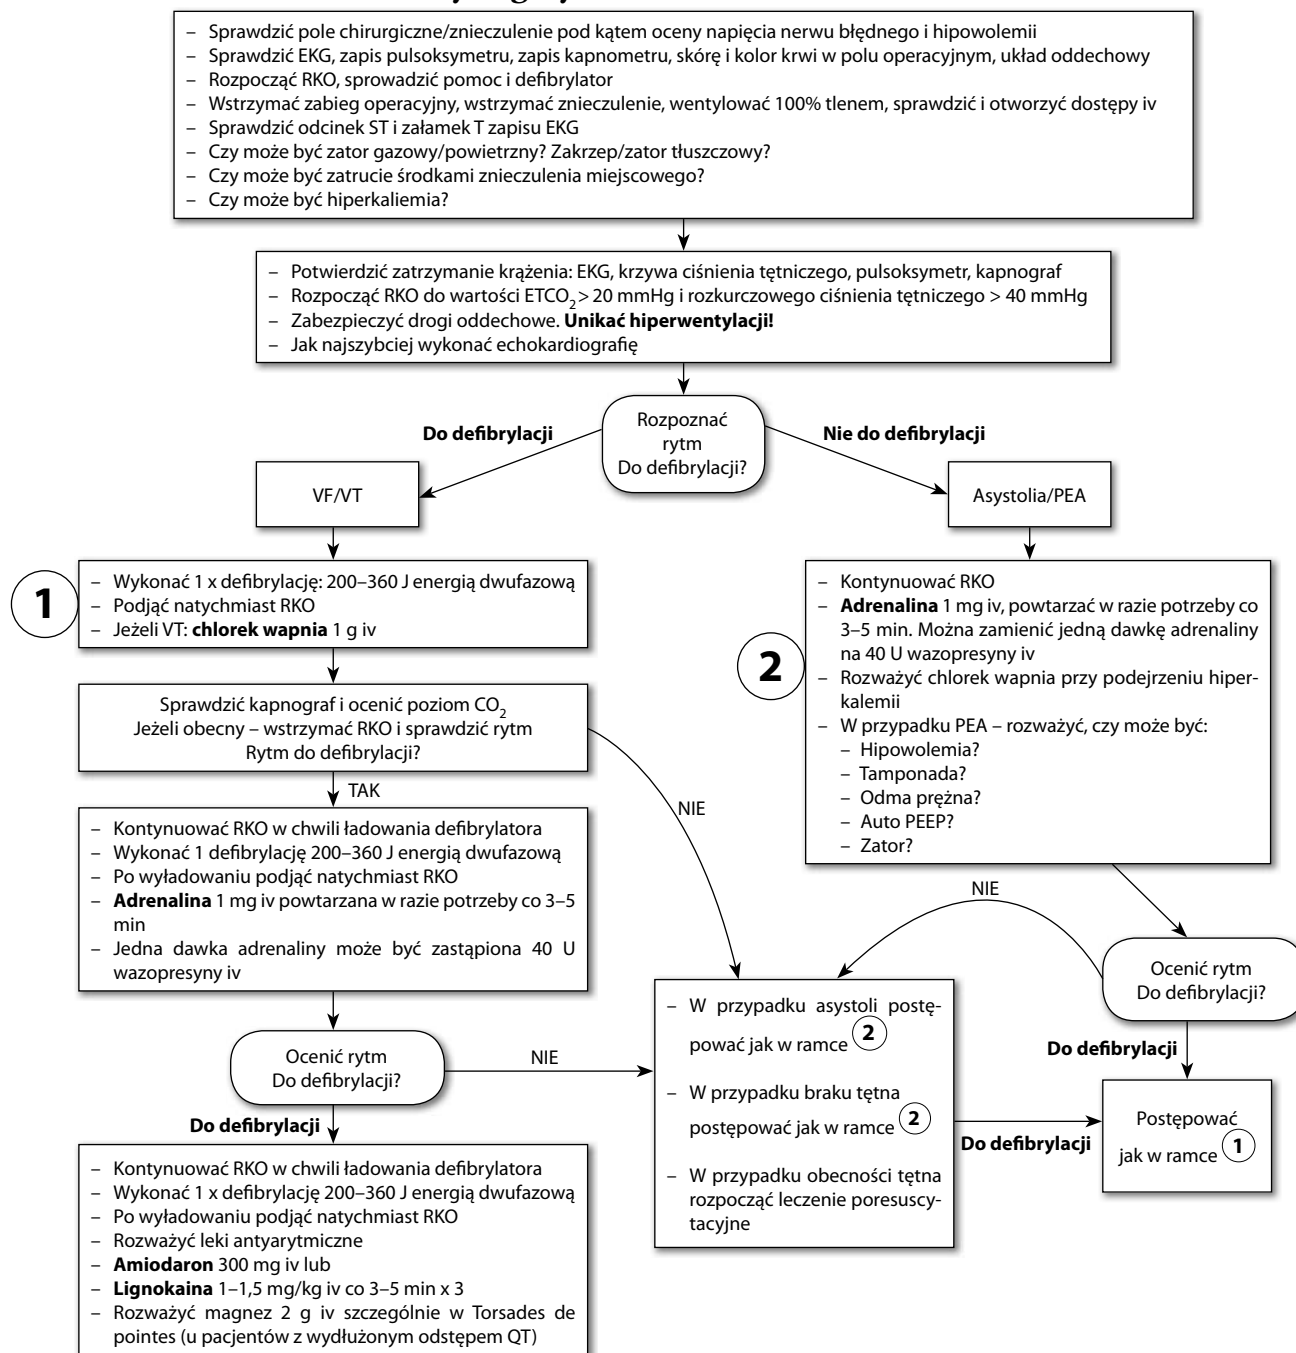 – Sprawdzić pole chirurgiczne/znieczulenie pod kątem oceny napięcia nerwu błędnego i hipowolemii
– Sprawdzić EKG, zapis pulsoksymetru, zapis kapnometru, skórę i kolor krwi w polu operacyjnym, układ oddechowy
– Rozpocząć RKO, sprowadzić pomoc i defibrylator
– Wstrzymać zabieg operacyjny, wstrzymać znieczulenie, wentylować 100% tlenem, sprawdzić i otworzyć dostępy iv
– Sprawdzić odcinek ST i załamek T zapisu EKG
– Czy może być zator gazowy/powietrzny? Zakrzep/zator tłuszczowy?
– Czy może być zatrucie środkami znieczulenia miejscowego?
– Czy może być hiperkaliemia?
– Potwierdzić zatrzymanie krążenia: EKG, krzywa ciśnienia tętniczego, pulsoksymetr, kapnograf
– Rozpocząć RKO do wartości ETCO2 > 20 mmHg i rozkurczowego ciśnienia tętniczego > 40 mmHg
– Zabezpieczyć drogi oddechowe. Unikać hiperwentylacji!
– Jak najszybciej wykonać echokardiografię
Rozpoznać
rytm
Do defibrylacji?
Do defibrylacji
Nie do defibrylacji
VF/VT
Asystolia/PEA
1
– Wykonać 1 x defibrylację: 200–360 J energią dwufazową
– Podjąć natychmiast RKO
– Jeżeli VT: chlorek wapnia 1 g iv
Sprawdzić kapnograf i ocenić poziom CO2
Jeżeli obecny – wstrzymać RKO i sprawdzić rytm
Rytm do defibrylacji?
TAK
NIE
– Kontynuować RKO w chwili ładowania defibrylatora
– Wykonać 1 defibrylację 200–360 J energią dwufazową
– Po wyładowaniu podjąć natychmiast RKO
– Adrenalina 1 mg iv powtarzana w razie potrzeby co 3–5
min
– Jedna dawka adrenaliny może być zastąpiona 40 U
wazopresyny iv
Ocenić rytm
Do defibrylacji?
NIE
Do defibrylacji
– Kontynuować RKO w chwili ładowania defibrylatora
– Wykonać 1 x defibrylację 200–360 J energią dwufazową
– Po wyładowaniu podjąć natychmiast RKO
– Rozważyć leki antyarytmiczne
– Amiodaron 300 mg iv lub
– Lignokaina 1–1,5 mg/kg iv co 3–5 min x 3
– Rozważyć magnez 2 g iv szczególnie w Torsades de
pointes (u pacjentów z wydłużonym odstępem QT)
2
– Kontynuować RKO
– Adrenalina 1 mg iv, powtarzać w razie potrzeby co
3–5 min. Można zamienić jedną dawkę adrenaliny
na 40 U wazopresyny iv
– Rozważyć chlorek wapnia przy podejrzeniu hiper-
kalemii
– W przypadku PEA – rozważyć, czy może być:
– Hipowolemia?
– Tamponada?
– Odma prężna?
– Auto PEEP?
– Zator?
NIE
Ocenić rytm
Do defibrylacji?
Do defibrylacji
– W przypadku asystoli postę-
pować jak w ramce 2
– W przypadku braku tętna
postępować jak w ramce 2
– W przypadku obecności tętna
rozpocząć leczenie poresuscy-
tacyjne
Do defibrylacji
Postępować
jak w ramce 1